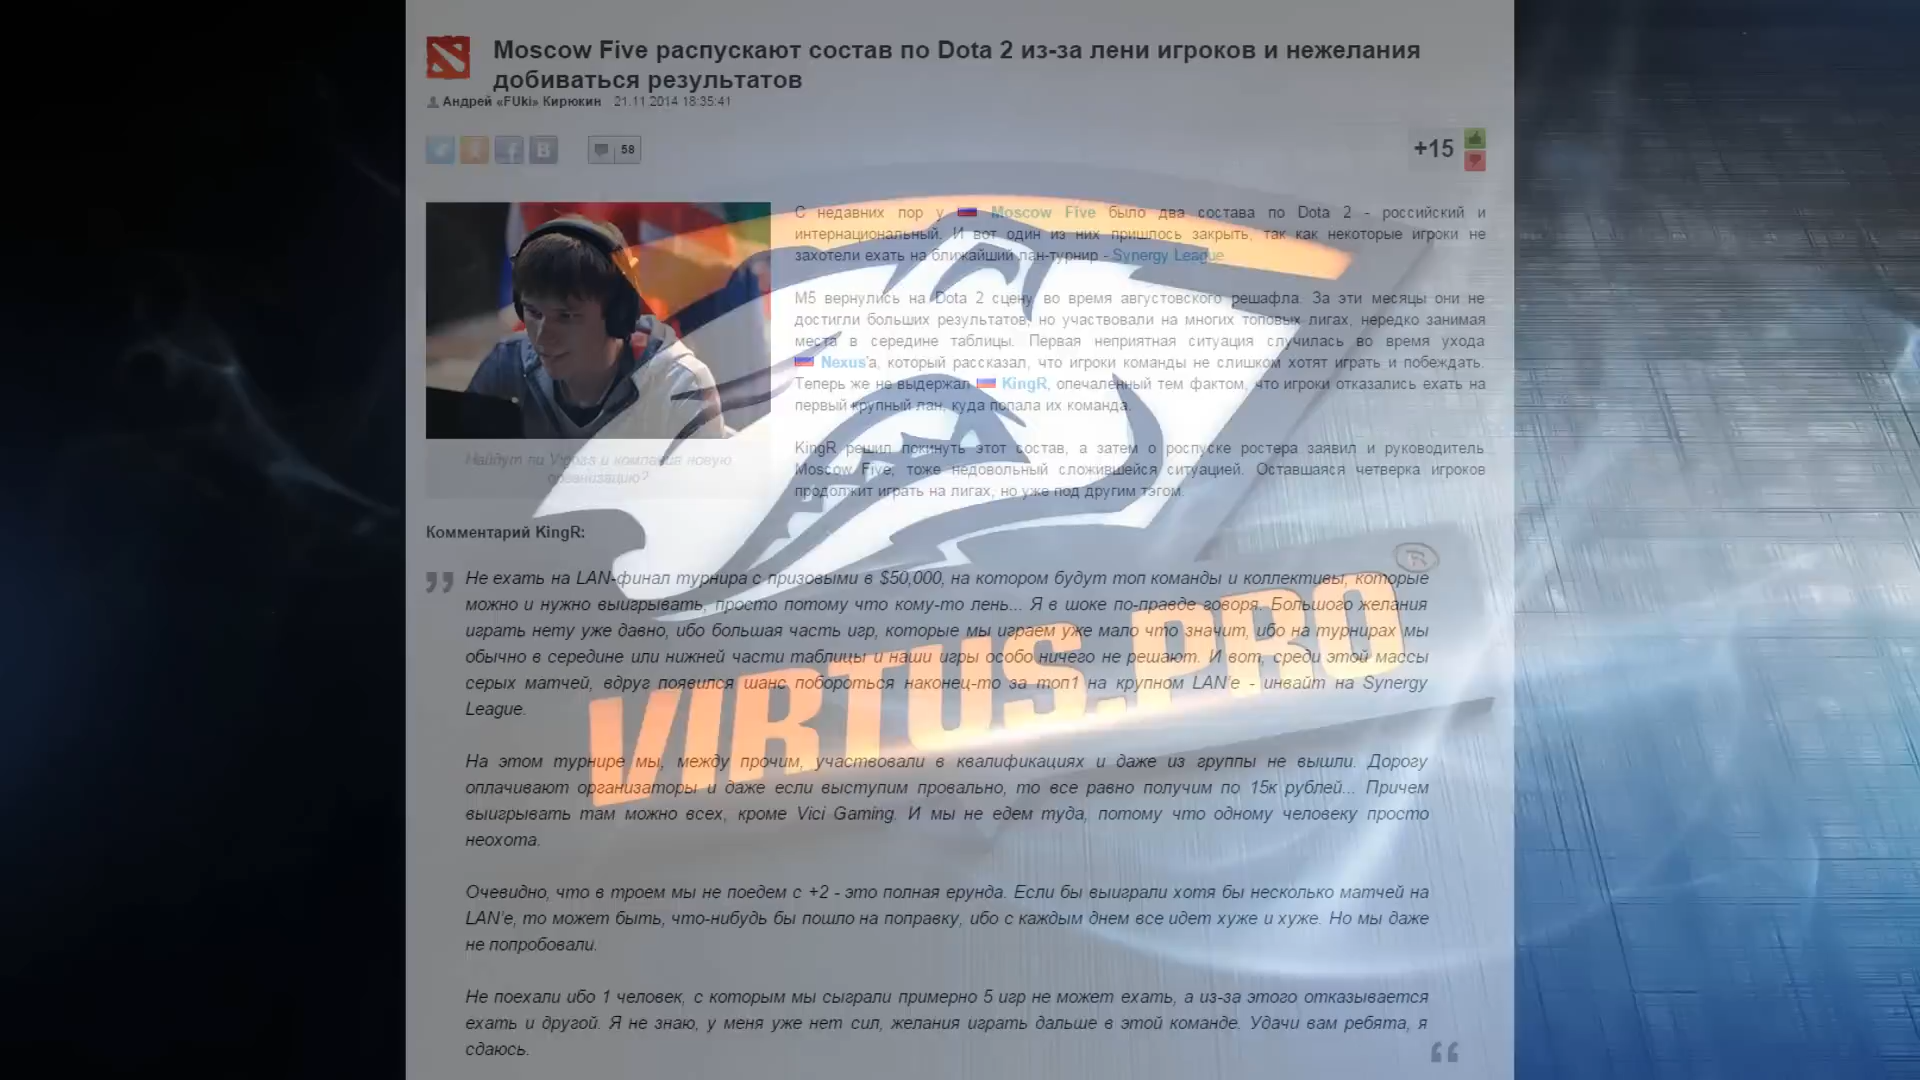 Moscow Five распускают состав по Dota 2 из-за лени игроков и нежелания
добиваться результатов
Андрей «FUki» Кирюкин 21.11.2014 18:35:41
B
58
+15
С недавних пор у Moscow Five было два состава по Dota 2 - российский и
интернациональный. И вот один из них пришлось закрыть, так как некоторые игроки не
захотели ехать на ближайший лан-турнир - Synergy League.
M5 вернулись на Dota 2 сцену во время августовского решафла. За эти месяцы они не
достигли больших результатов, но участвовали на многих топовых лигах, нередко занимая
места в середине таблицы. Первая неприятная ситуация случилась во время ухода
Nexus'а, который рассказал, что игроки команды не слишком хотят играть и побеждать.
Теперь же не выдержал KingR, опечаленный тем фактом, что игроки отказались ехать на
первый крупный лан, куда попала их команда.
KingR решил покинуть этот состав, а затем о роспуске ростера заявил и руководитель
Moscow Five, тоже недовольный сложившейся ситуацией. Оставшаяся четверка игроков
продолжит играть на лигах, но уже под другим тэгом.
Найдут ли Vigoss и компания новую
организацию?
Комментарий KingR:
Не ехать на LAN-финал турнира с призовыми в $50,000, на котором будут топ команды и коллективы, которые
можно и нужно выигрывать, просто потому что кому-то лень... Я в шоке по-правде говоря. Большого желания
играть нету уже давно, ибо большая часть игр, которые мы играем уже мало что значит, ибо на турнирах мы
обычно в середине или нижней части таблицы и наши игры особо ничего не решают. И вот, среди этой массы
серых матчей, вдруг появился шанс побороться наконец-то за топ1 на крупном LAN'е - инвайт на Synergy
League.
На этом турнире мы, между прочим, участвовали в квалификациях и даже из группы не вышли. Дорогу
оплачивают организаторы и даже если выступим провально, то все равно получим по 15к рублей... Причем
выигрывать там можно всех, кроме Vici Gaming. И мы не едем туда, потому что одному человеку просто
неохота.
Очевидно, что в троем мы не поедем с +2 - это полная ерунда. Если бы выиграли хотя бы несколько матчей на
LAN'е, то может быть, что-нибудь бы пошло на поправку, ибо с каждым днем все идет хуже и хуже. Но мы даже
не попробовали.
Не поехали ибо 1 человек, с которым мы сыграли примерно 5 игр не может ехать, а из-за этого отказывается
ехать и другой. Я не знаю, у меня уже нет сил, желания играть дальше в этой команде. Удачи вам ребята, я
сдаюсь.
VIRTUS.PRO ®